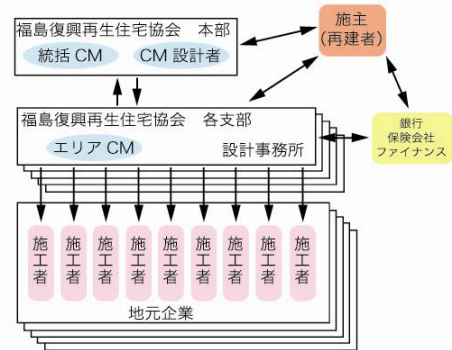 福島復興再生住宅協会 本部
統括 CM
CM 設計者
施主
(再建者)
福島復興再生住宅協会 各支部
エリア CM
設計事務所
銀行
保険会社
ファイナンス
施工者
施工者
施工者
施工者
施工者
施工者
施工者
施工者
施工者
地元企業